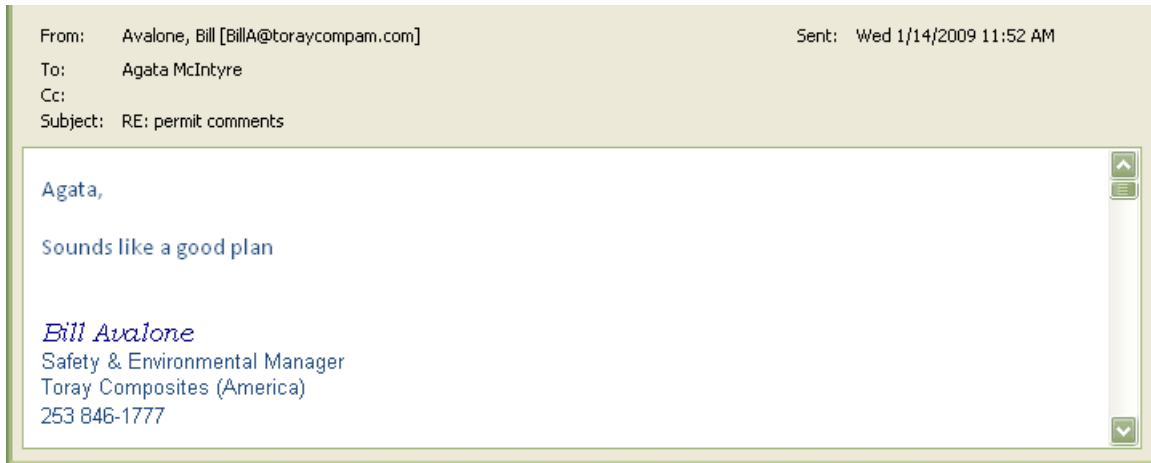 From: Avalone, Bill [BillA@toraycompam.com] Sent: Wed 1/14/2009 11:52 AM
To: Agata McIntyre
Cc:
Subject: RE: permit comments
Agata,
Sounds like a good plan
Bill Avalone
Safety & Environmental Manager
Toray Composites (America)
253 846-1777